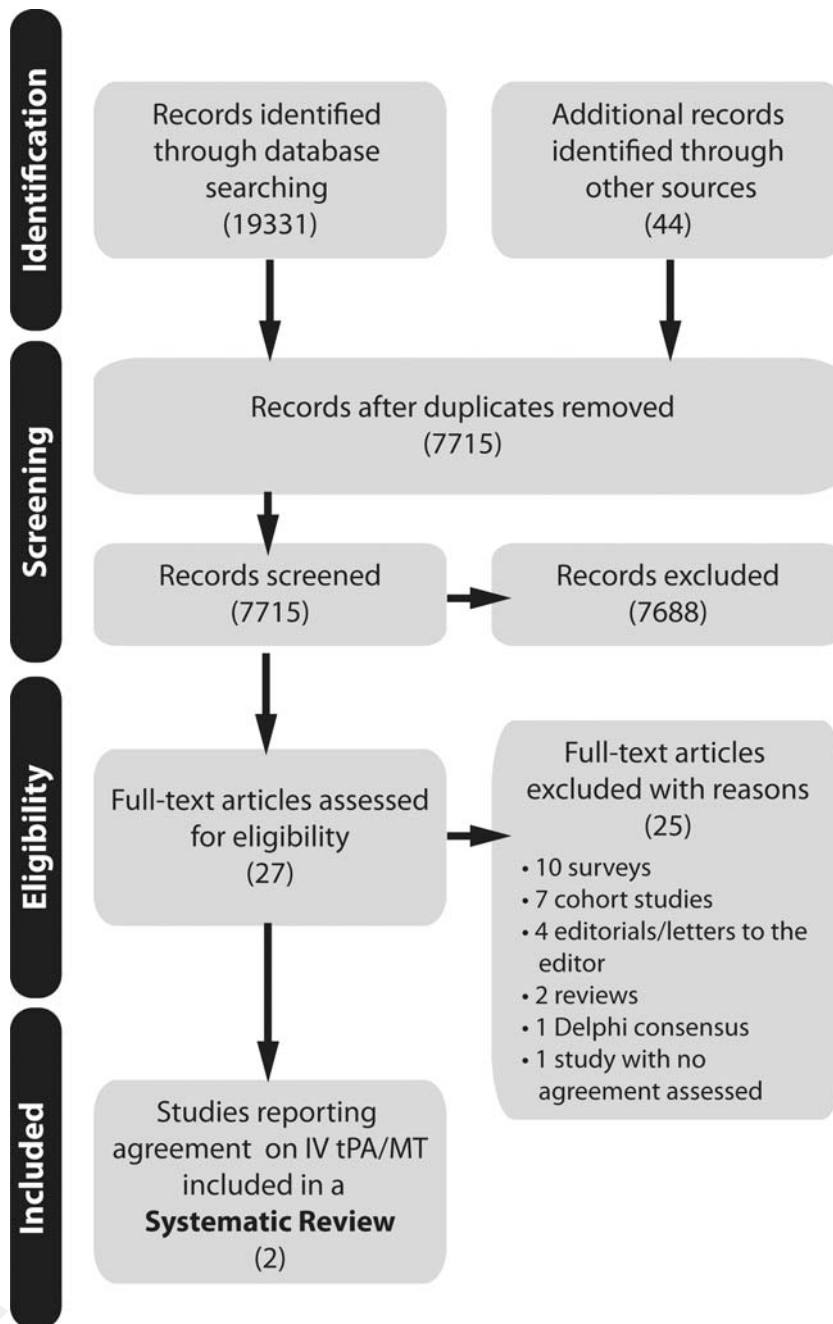 Identification
Records identified
through database
searching
(19331)
Additional records
identified through
other sources
(44)
Screening
Records after duplicates removed
(7715)
Records screened
(7715)
Records excluded
(7688)
Eligibility
Full-text articles assessed
for eligibility
(27)
Full-text articles
excluded with reasons
(25)
• 10 surveys
• 7 cohort studies
• 4 editorials/letters to the
editor
• 2 reviews
• 1 Delphi consensus
• 1 study with no
agreement assessed
Included
Studies reporting
agreement on IV tPA/MT
included in a
Systematic Review
(2)